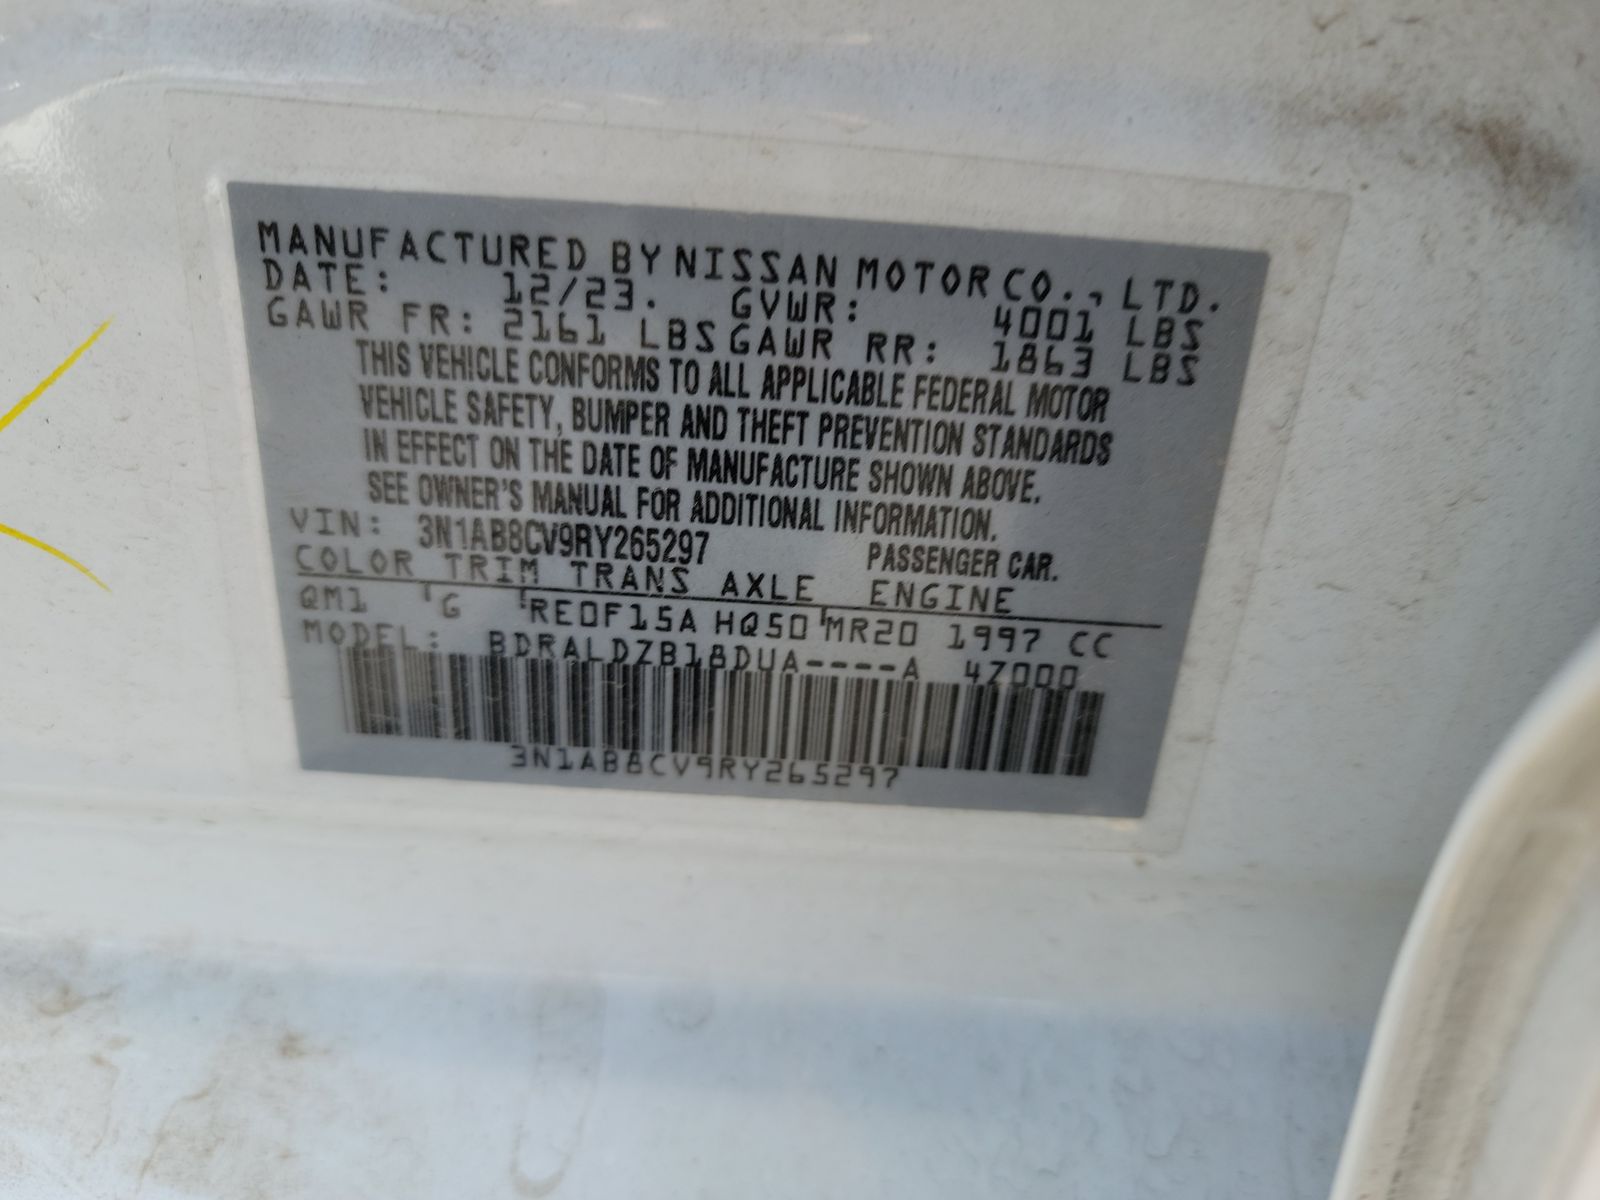 MANUFACTURED BY NISSAN MOTOR CO., LTD.
DATE: 12/23. GVWR: 4001 LBS
GAWR FR: 2161 LBS GAWR RR: 1863 LBS
THIS VEHICLE CONFORMS TO ALL APPLICABLE FEDERAL MOTOR
VEHICLE SAFETY, BUMPER AND THEFT PREVENTION STANDARDS
IN EFFECT ON THE DATE OF MANUFACTURE SHOWN ABOVE.
SEE OWNER'S MANUAL FOR ADDITIONAL INFORMATION.
VIN: 3N1AB8CV9RY265297 PASSENGER CAR.
COLOR TRIM TRANS AXLE ENGINE
QM1 G RE0F15A HQ50 MR20 1997 CC
MODEL: BDRALDZB18DUA----A 4Z000
3N1AB8CV9RY265297